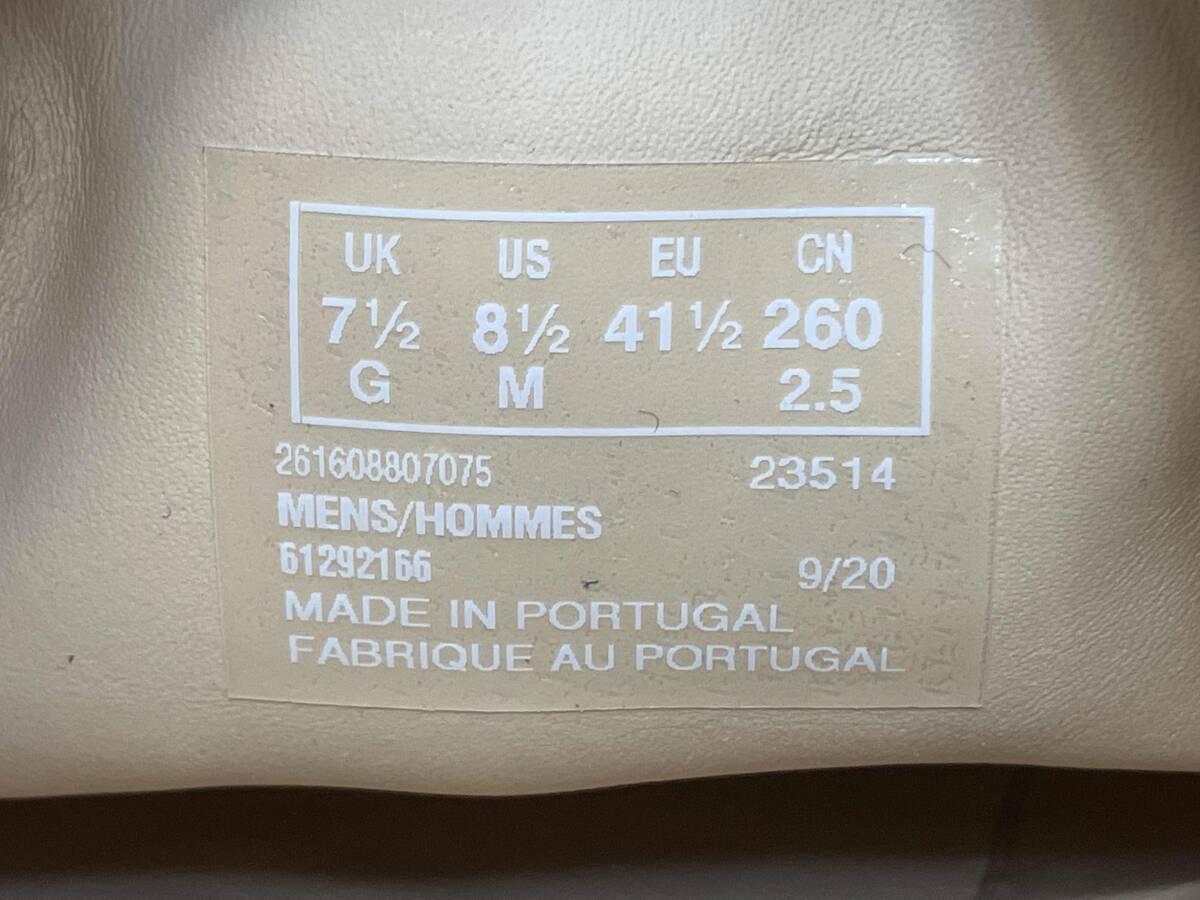 UK US EU CN
7½ 8½ 41½ 260
G M 2.5
261608807075 23514
MENS/HOMMES
61292166 9/20
MADE IN PORTUGAL
FABRIQUE AU PORTUGAL